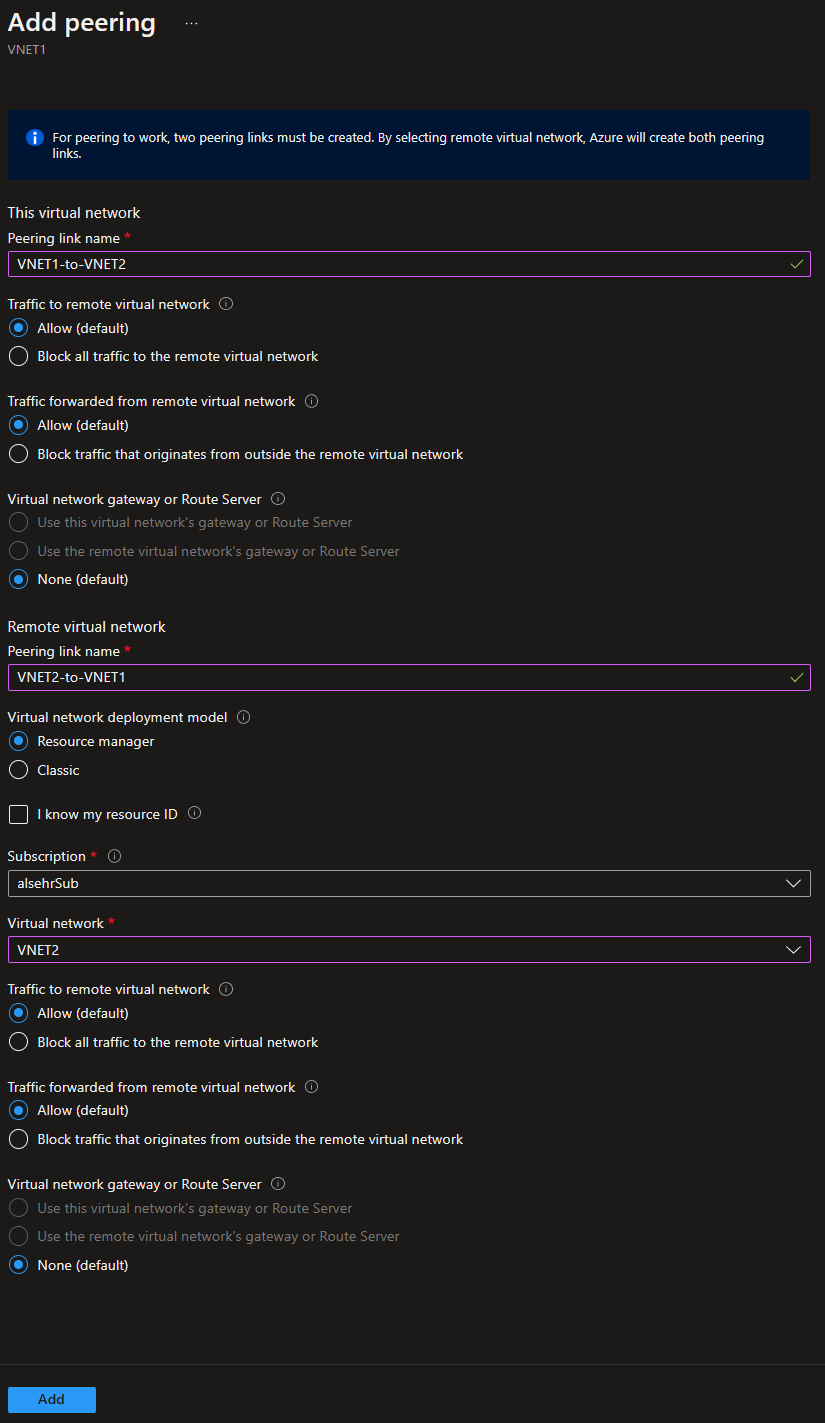 Add peering ...
VNET1
For peering to work, two peering links must be created. By selecting remote virtual network, Azure will create both peering
links.
This virtual network
Peering link name *
VNET1-to-VNET2
Traffic to remote virtual network
Allow (default)
Block all traffic to the remote virtual network
Traffic forwarded from remote virtual network
Allow (default)
Block traffic that originates from outside the remote virtual network
Virtual network gateway or Route Server
Use this virtual network's gateway or Route Server
Use the remote virtual network's gateway or Route Server
None (default)
Remote virtual network
Peering link name *
VNET2-to-VNET1
Virtual network deployment model
Resource manager
Classic
I know my resource ID
Subscription *
alsehrSub
Virtual network *
VNET2
Traffic to remote virtual network
Allow (default)
Block all traffic to the remote virtual network
Traffic forwarded from remote virtual network
Allow (default)
Block traffic that originates from outside the remote virtual network
Virtual network gateway or Route Server
Use this virtual network's gateway or Route Server
Use the remote virtual network's gateway or Route Server
None (default)
Add